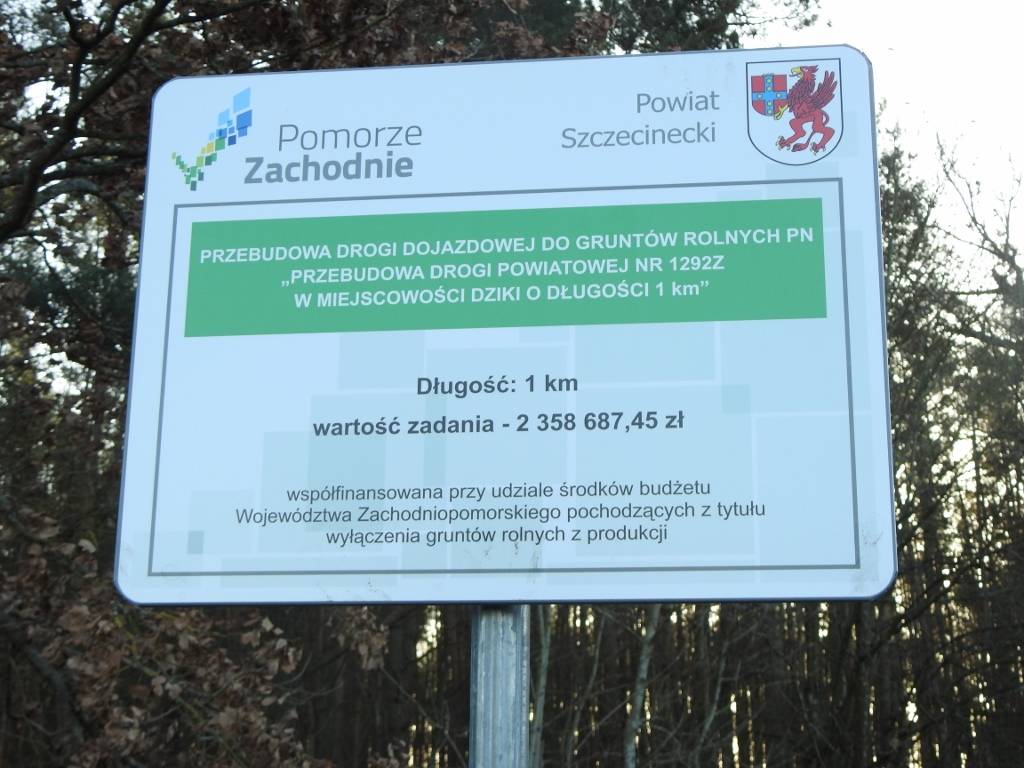 Pomorze
Zachodnie
Powiat
Szczecinecki
PRZEBUDOWA DROGI DOJAZDOWEJ DO GRUNTÓW ROLNYCH PN
„PRZEBUDOWA DROGI POWIATOWEJ NR 1292Z
W MIEJSCOWOŚCI DZIKI O DŁUGOŚCI 1 km”
Długość: 1 km
wartość zadania - 2 358 687,45 zł
współfinansowana przy udziale środków budżetu
Województwa Zachodniopomorskiego pochodzących z tytułu
wyłączenia gruntów rolnych z produkcji